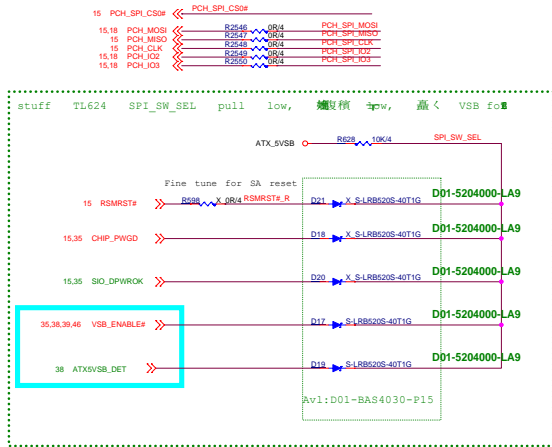 15 PCH_SPI_CS0# PCH_SPI_CS0#
15,18 PCH_MOSI R2546 0R/4 PCH_SPI_MOSI
15 PCH_MISO R2547 0R/4 PCH_SPI_MISO
15 PCH_CLK R2548 0R/4 PCH_SPI_CLK
15,18 PCH_IO2 R2549 0R/4 PCH_SPI_IO2
15,18 PCH_IO3 R2550 0R/4 PCH_SPI_IO3
stuff TL624 SPI_SW_SEL pull low, VSB
ATX_5VSB R628 10K/4 SPI_SW_SEL
Fine tune for SA reset
15 RSMRST# R598 X_0R/4 RSMRST#_R D21 X_S-LRB520S-40T1G D01-5204000-LA9
15,35 CHIP_PWGD D18 X_S-LRB520S-40T1G D01-5204000-LA9
15,35 SIO_DPWROK D20 X_S-LRB520S-40T1G D01-5204000-LA9
35,38,39,46 VSB_ENABLE# D17 S-LRB520S-40T1G D01-5204000-LA9
38 ATX5VSB_DET D19 S-LRB520S-40T1G D01-5204000-LA9
Avl:D01-BAS4030-P15